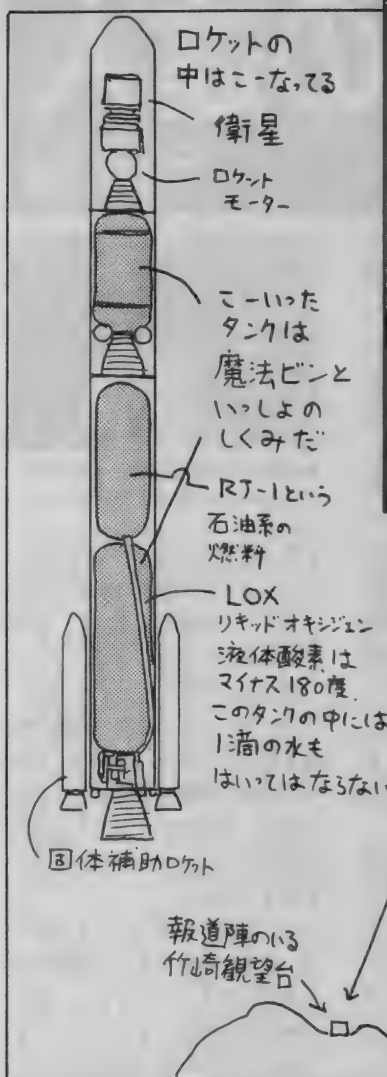 ロケットの
中はこーなってる
衛星
ロケット
モーター
こーいった
タンクは
魔法ビンと
いっしょの
しくみだ
RJ-1という
石油系の
燃料
LOX
リキッドオキシジェン
液体酸素は
マイナス180度
このタンクの中には
1滴の水も
はいってはならない
固体補助ロケット
報道陣のいる
竹崎観望台